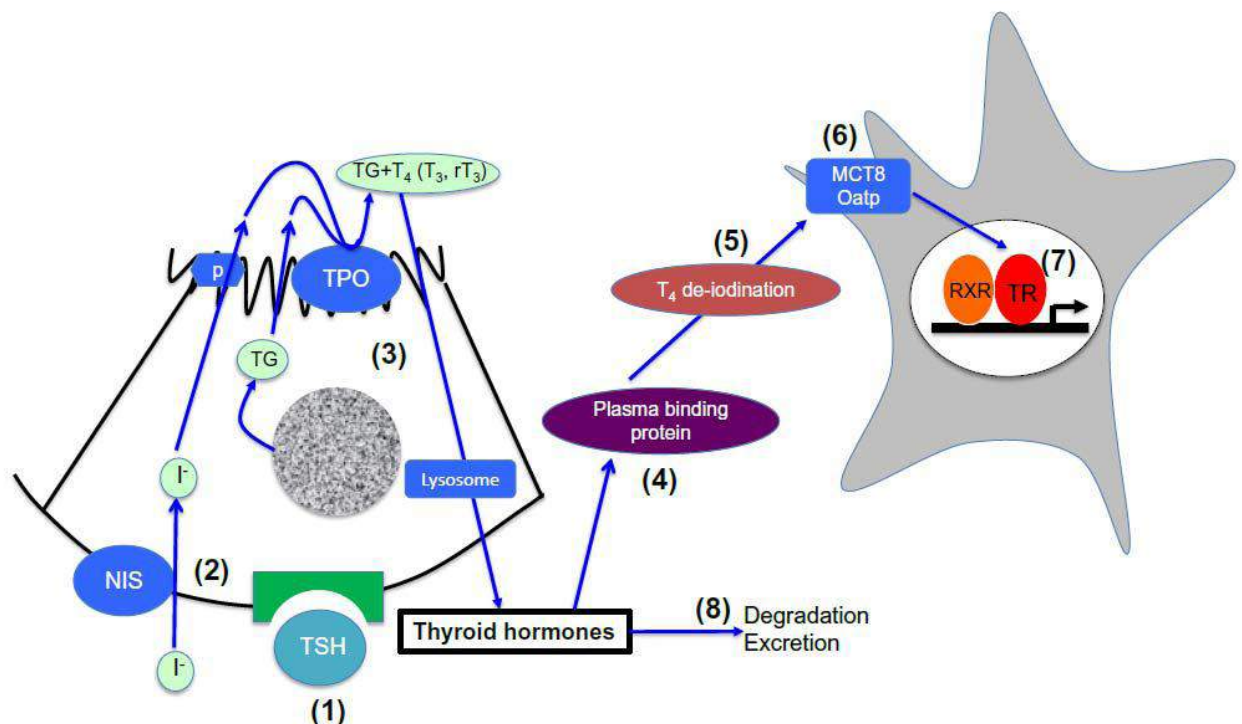 TG+T4 (T3, rT3)
p
TPO
(3)
TG
I-
Lysosome
NIS
(2)
I-
TSH
(1)
Thyroid hormones
(8)
Degradation
Excretion
(4)
Plasma binding
protein
T4 de-iodination
(5)
(6)
MCT8
Oatp
RXR
TR
(7)